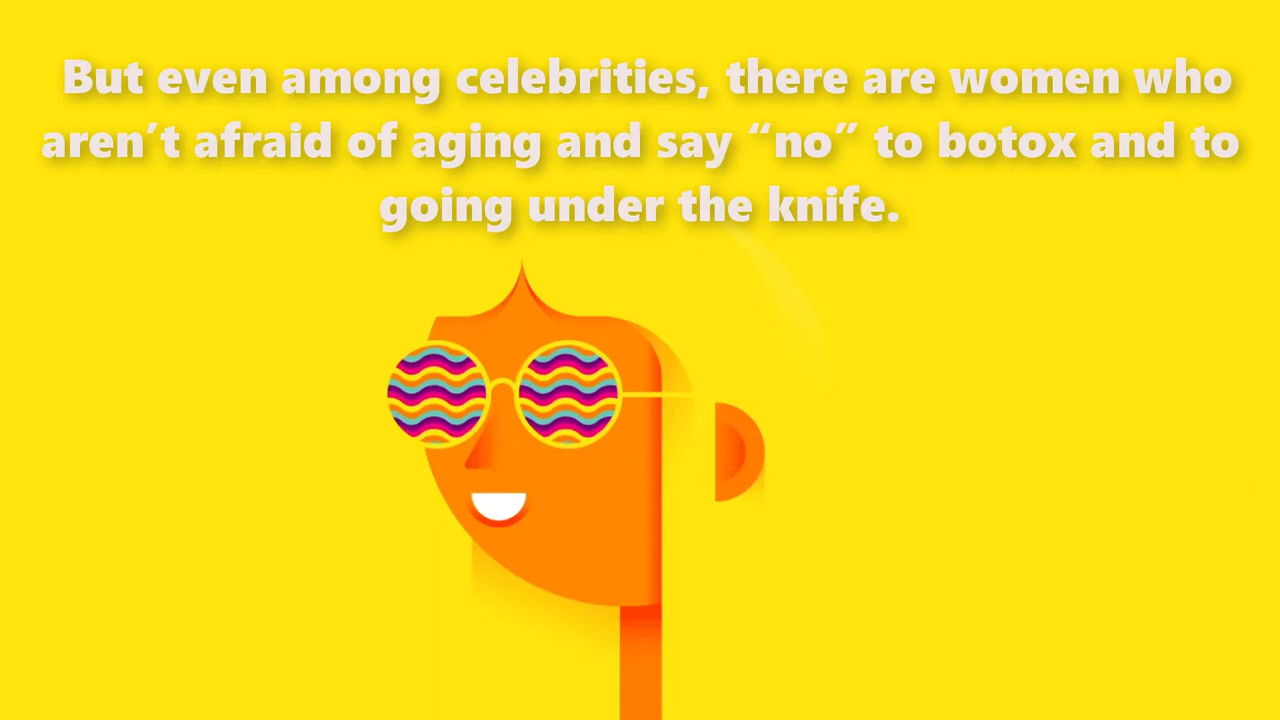 But even among celebrities, there are women who
aren’t afraid of aging and say “no” to botox and to
going under the knife.